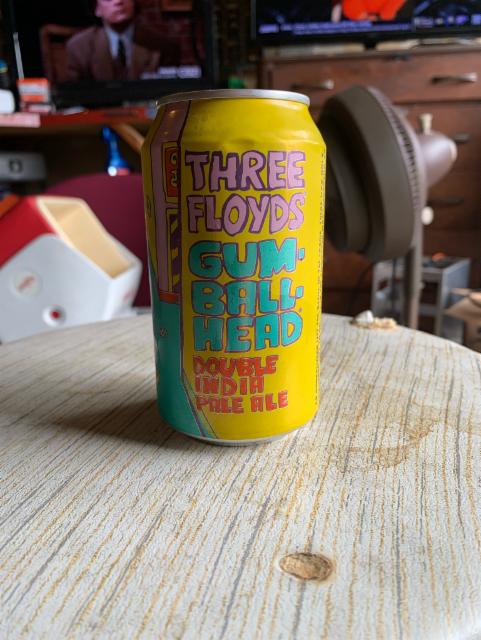 THREE
FLOYDS
GUM-
BALL-
HEAD
DOUBLE
INDIA
PALE ALE